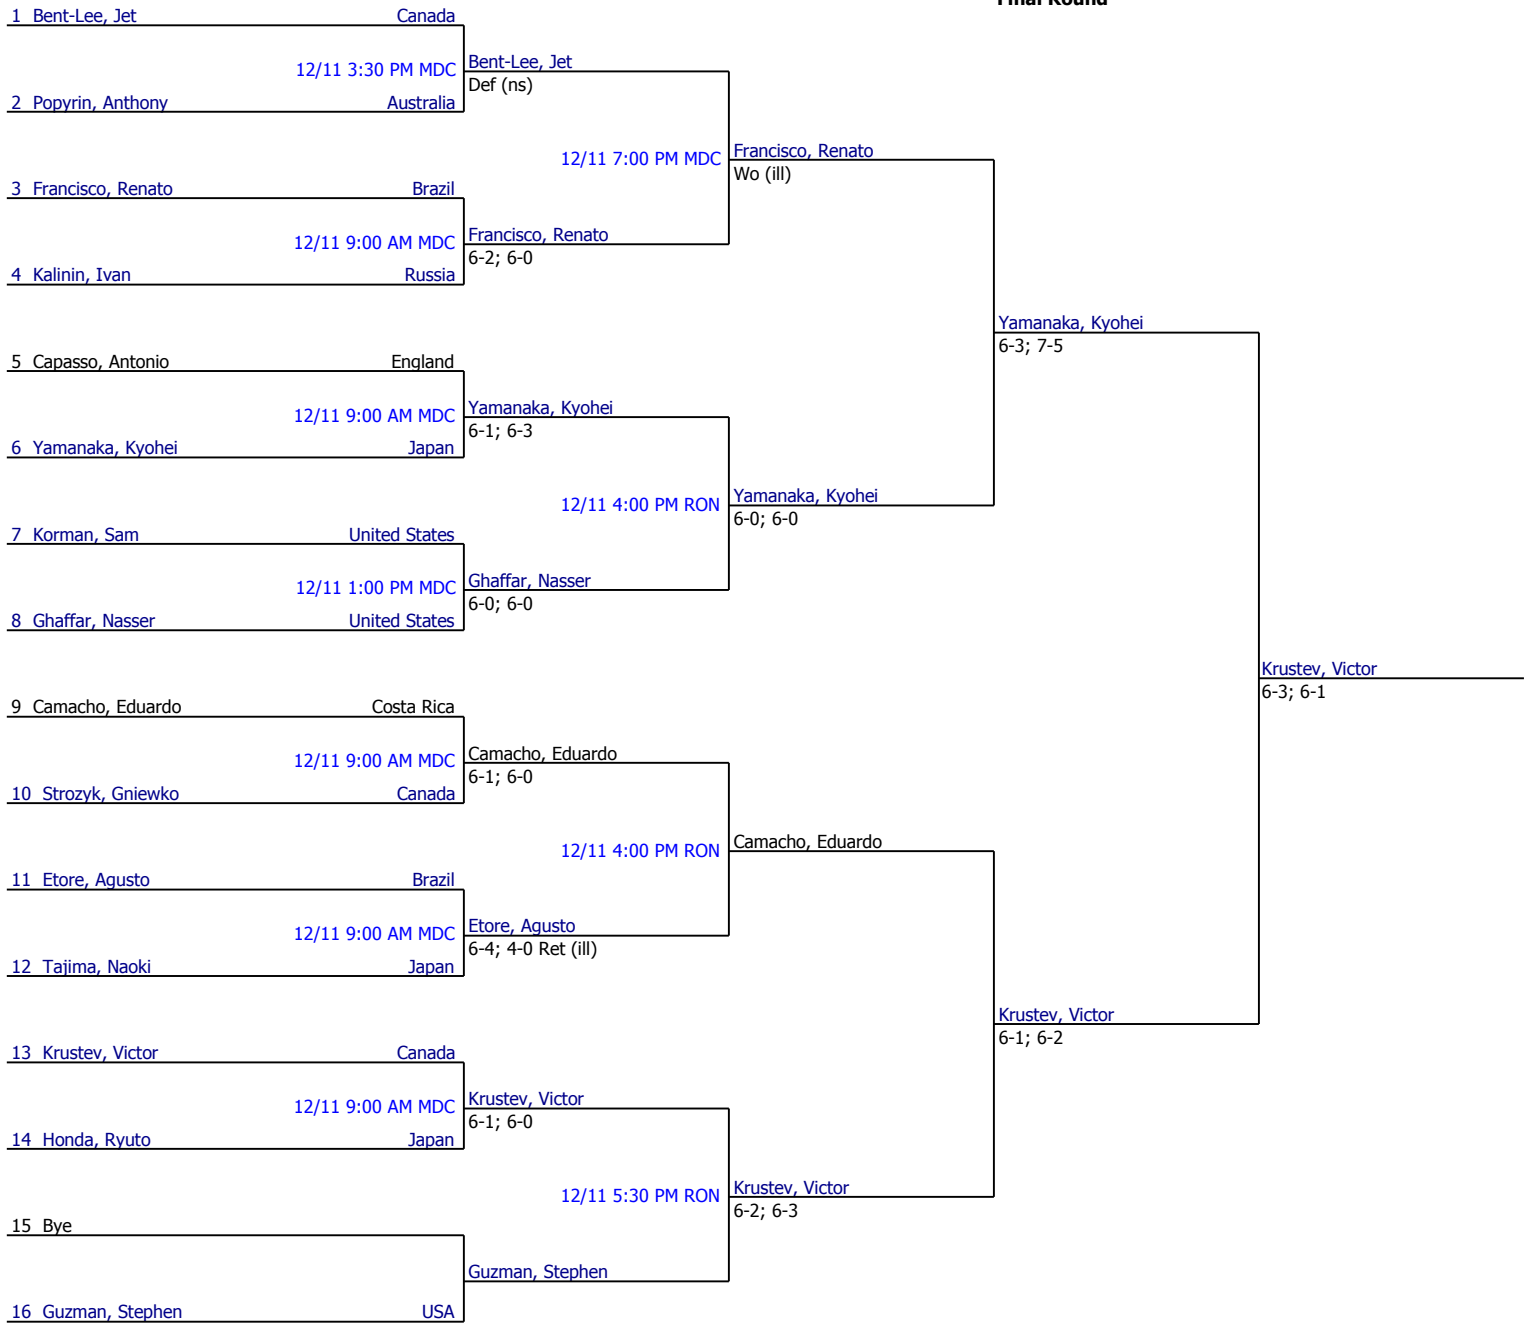 Final Round
1 Bent-Lee, Jet Canada
12/11 3:30 PM MDC
2 Popyrin, Anthony Australia
3 Francisco, Renato Brazil
12/11 9:00 AM MDC
4 Kalinin, Ivan Russia
5 Capasso, Antonio England
12/11 9:00 AM MDC
6 Yamanaka, Kyohei Japan
7 Korman, Sam United States
12/11 1:00 PM MDC
8 Ghaffar, Nasser United States
9 Camacho, Eduardo Costa Rica
12/11 9:00 AM MDC
10 Strozyk, Gniewko Canada
11 Etore, Agusto Brazil
12/11 9:00 AM MDC
12 Tajima, Naoki Japan
13 Krustev, Victor Canada
12/11 9:00 AM MDC
14 Honda, Ryuto Japan
15 Bye
16 Guzman, Stephen USA
Bent-Lee, Jet
Def (ns)
12/11 7:00 PM MDC
Francisco, Renato
6-2; 6-0
Yamanaka, Kyohei
6-1; 6-3
12/11 4:00 PM RON
Ghaffar, Nasser
6-0; 6-0
Camacho, Eduardo
6-1; 6-0
12/11 4:00 PM RON
Etore, Agusto
6-4; 4-0 Ret (ill)
Krustev, Victor
6-1; 6-0
12/11 5:30 PM RON
Guzman, Stephen
Francisco, Renato
Wo (ill)
Yamanaka, Kyohei
6-0; 6-0
Camacho, Eduardo
Krustev, Victor
6-2; 6-3
Yamanaka, Kyohei
6-3; 7-5
Krustev, Victor
6-1; 6-2
Krustev, Victor
6-3; 6-1